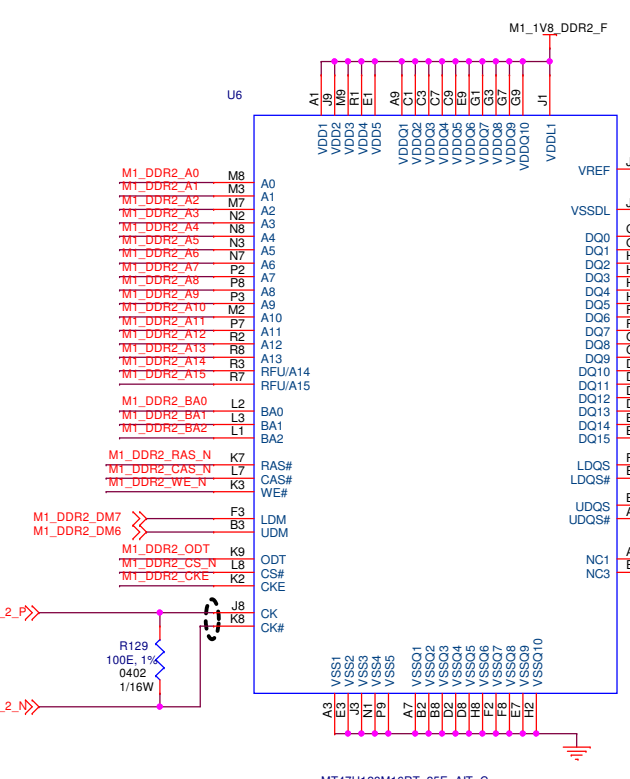 M1_1V8_DDR2_F
U6
A1 J9 M9 R1 E1 A9 C1 C3 C7 C9 E9 G1 G3 G7 G9 J1
VDD1 VDD2 VDD3 VDD4 VDD5 VDDQ1 VDDQ2 VDDQ3 VDDQ4 VDDQ5 VDDQ6 VDDQ7 VDDQ8 VDDQ9 VDDQ10 VDDL1
VREF
VSSDL
M1_DDR2_A0 M8 A0
M1_DDR2_A1 M3 A1
M1_DDR2_A2 M7 A2
M1_DDR2_A3 N2 A3
M1_DDR2_A4 N8 A4
M1_DDR2_A5 N3 A5
M1_DDR2_A6 N7 A6
M1_DDR2_A7 P2 A7
M1_DDR2_A8 P8 A8
M1_DDR2_A9 P3 A9
M1_DDR2_A10 M2 A10
M1_DDR2_A11 P7 A11
M1_DDR2_A12 R2 A12
M1_DDR2_A13 R8 A13
M1_DDR2_A14 R3 RFU/A14
M1_DDR2_A15 R7 RFU/A15
DQ0
DQ1
DQ2
DQ3
DQ4
DQ5
DQ6
DQ7
DQ8
DQ9
DQ10
DQ11
DQ12
DQ13
DQ14
DQ15
M1_DDR2_BA0 L2 BA0
M1_DDR2_BA1 L3 BA1
M1_DDR2_BA2 L1 BA2
M1_DDR2_RAS_N K7 RAS#
M1_DDR2_CAS_N L7 CAS#
M1_DDR2_WE_N K3 WE#
LDQS
LDQS#
UDQS
UDQS#
M1_DDR2_DM7 F3 LDM
M1_DDR2_DM6 B3 UDM
M1_DDR2_ODT K9 ODT
M1_DDR2_CS_N L8 CS#
M1_DDR2_CKE K2 CKE
NC1
NC3
_2_P J8 CK
K8 CK#
R129
100E, 1%
0402
1/16W
_2_N
VSS1 VSS2 VSS3 VSS4 VSS5 VSSQ1 VSSQ2 VSSQ3 VSSQ4 VSSQ5 VSSQ6 VSSQ7 VSSQ8 VSSQ9 VSSQ10
A3 E3 J3 N1 P9 A7 B2 B8 D2 D8 H8 F2 F8 E7 H2